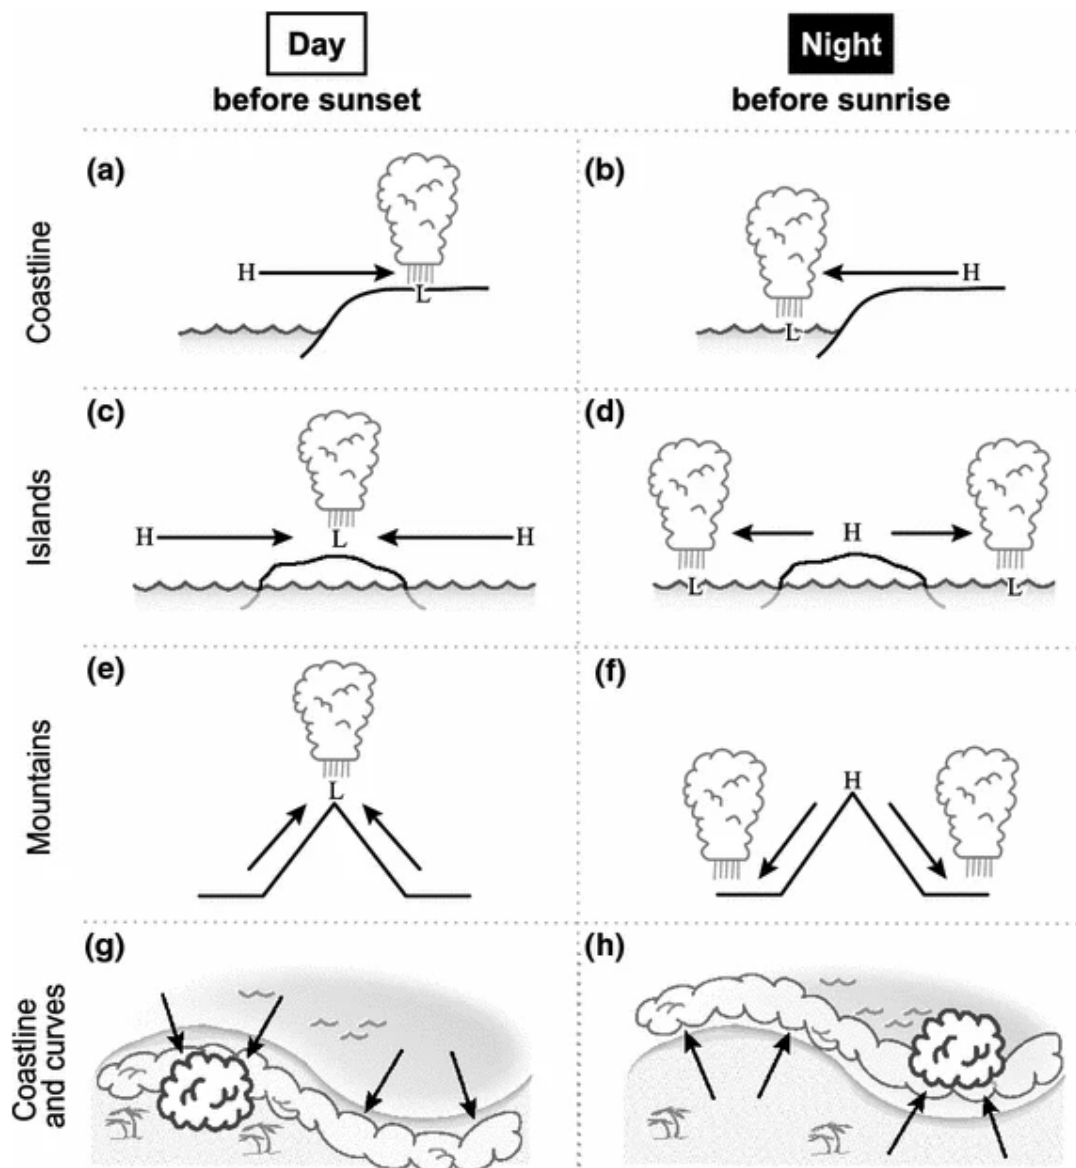 Day
Night
before sunset
before sunrise
Coastline
(a)
H
L
(b)
H
L
Islands
(c)
H
L
H
(d)
H
L
L
Mountains
(e)
L
(f)
H
Coastline
and curves
(g)
(h)